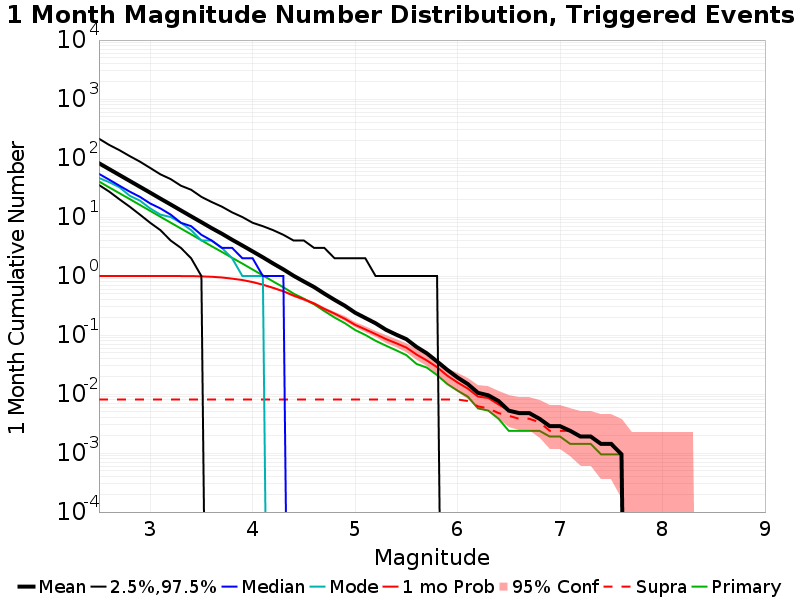 1 Month Magnitude Number Distribution, Triggered Events
1 Month Cumulative Number
10^4
10^3
10^2
10^1
10^0
10^-1
10^-2
10^-3
10^-4
3 4 5 6 7 8 9
Magnitude
Mean 2.5%,97.5% Median Mode 1 mo Prob 95% Conf Supra Primary